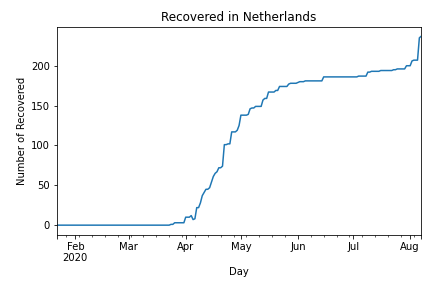 Recovered in Netherlands
Number of Recovered
200
150
100
50
0
Feb Mar Apr May Jun Jul Aug
2020
Day